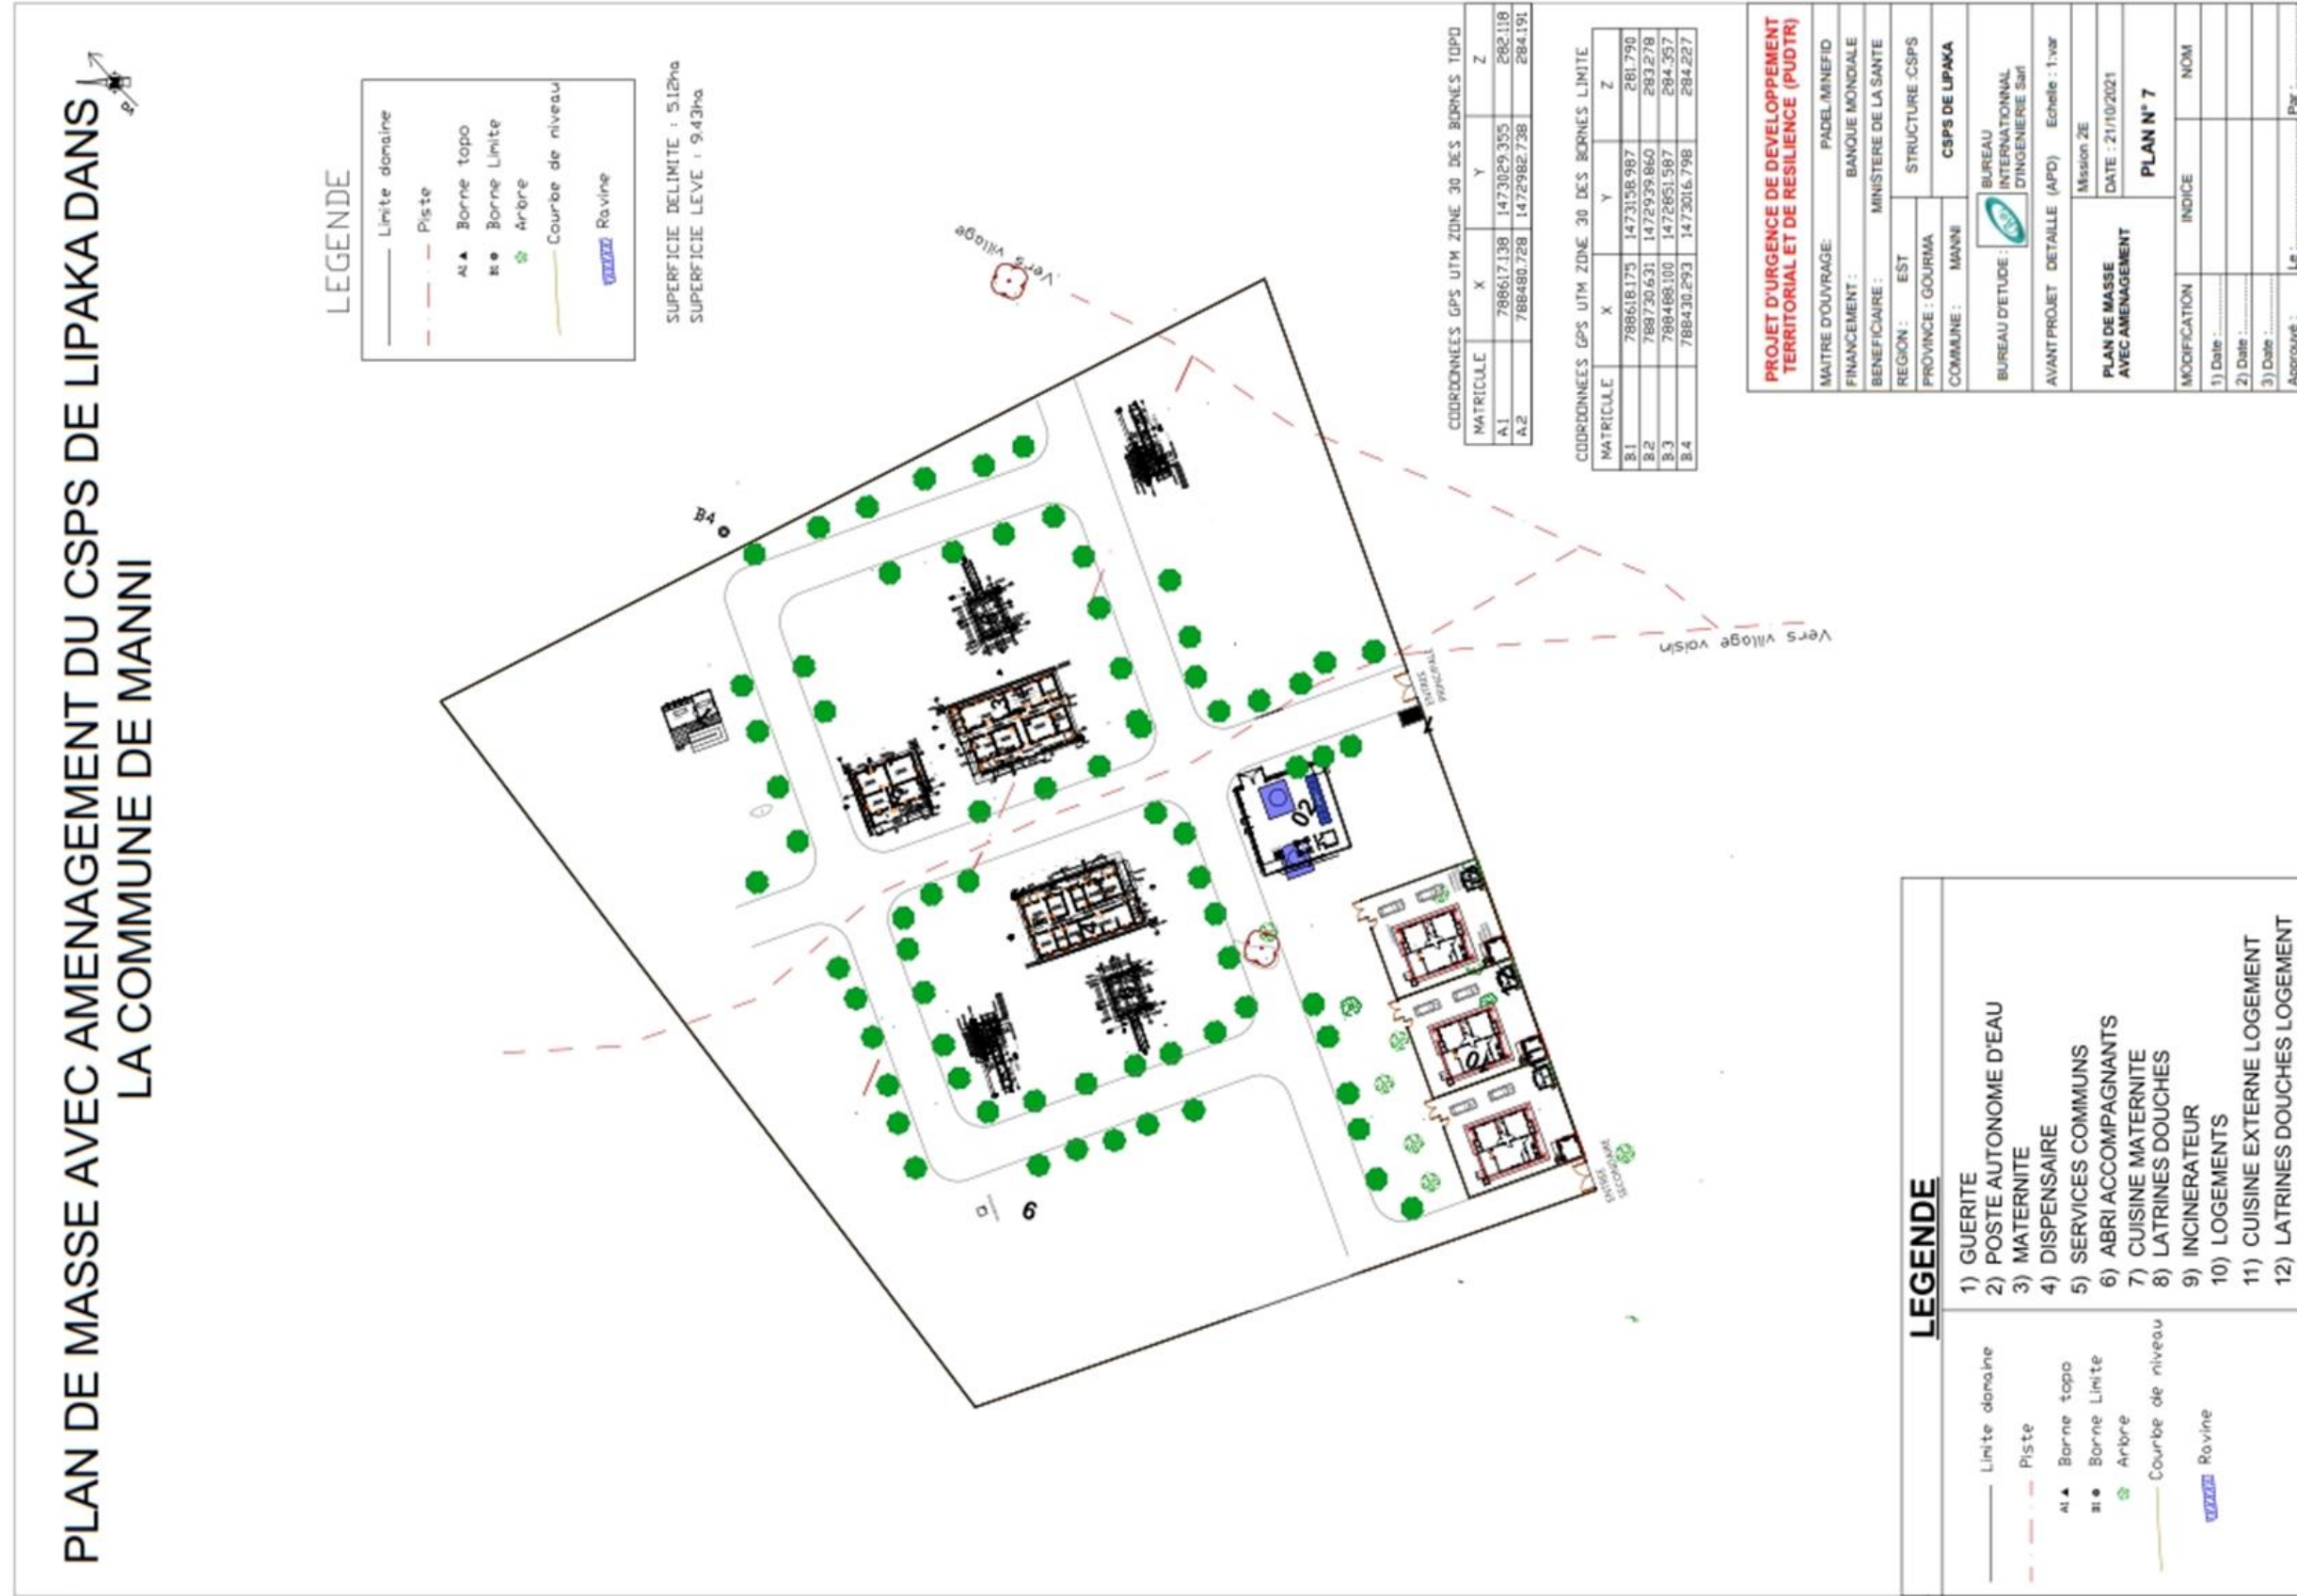 PLAN DE MASSE AVEC AMENAGEMENT DU CSPS DE LIPAKA DANS
LA COMMUNE DE MANNI
LEGENDE
Limite domaine
Piste
A1 Borne topo
B1 Borne Limite
Arbre
Courbe de niveau
Ravine
SUPERFICIE DELIMITE : 5.12ha
SUPERFICIE LEVE : 9.43ha
Vers village
B4
3
4
02
6
Vers village voisin
ENTREE
PRINCIPALE
ENTREE
SECONDAIRE
COORDONNEES GPS UTM ZONE 30 DES BORNES TOPO
MATRICULE X Y Z
A1 788617.138 1473029.355 282.118
A2 788480.728 1472982.738 284.191
COORDONNEES GPS UTM ZONE 30 DES BORNES LIMITE
MATRICULE X Y Z
B.1 788618.175 1473158.987 281.790
B.2 788730.631 1472939.860 283.278
B.3 788488.100 1472851.587 284.357
B.4 788430.293 1473016.798 284.227
PROJET D'URGENCE DE DEVELOPPEMENT
TERRITORIAL ET DE RESILIENCE (PUDTR)
MAITRE D'OUVRAGE: PADEL/MINEFID
FINANCEMENT : BANQUE MONDIALE
BENEFICIAIRE : MINISTERE DE LA SANTE
REGION : EST STRUCTURE :CSPS
PROVINCE : GOURMA
COMMUNE : MANNI CSPS DE LIPAKA
BUREAU D'ETUDE : BUREAU
INTERNATIONNAL
D'INGENIERIE Sarl
AVANT PROJET DETAILLE (APD) Echelle : 1:var
Mission 2E
PLAN DE MASSE
AVEC AMENAGEMENT
DATE : 21/10/2021
PLAN N° 7
MODIFICATION INDICE NOM
1) Date :
2) Date :
3) Date :
Approuvé : Le : Par :
LEGENDE
Limite domaine
Piste
A1 Borne topo
B1 Borne Limite
Arbre
Courbe de niveau
Ravine
1) GUERITE
2) POSTE AUTONOME D'EAU
3) MATERNITE
4) DISPENSAIRE
5) SERVICES COMMUNS
6) ABRI ACCOMPAGNANTS
7) CUISINE MATERNITE
8) LATRINES DOUCHES
9) INCINERATEUR
10) LOGEMENTS
11) CUISINE EXTERNE LOGEMENT
12) LATRINES DOUCHES LOGEMENT